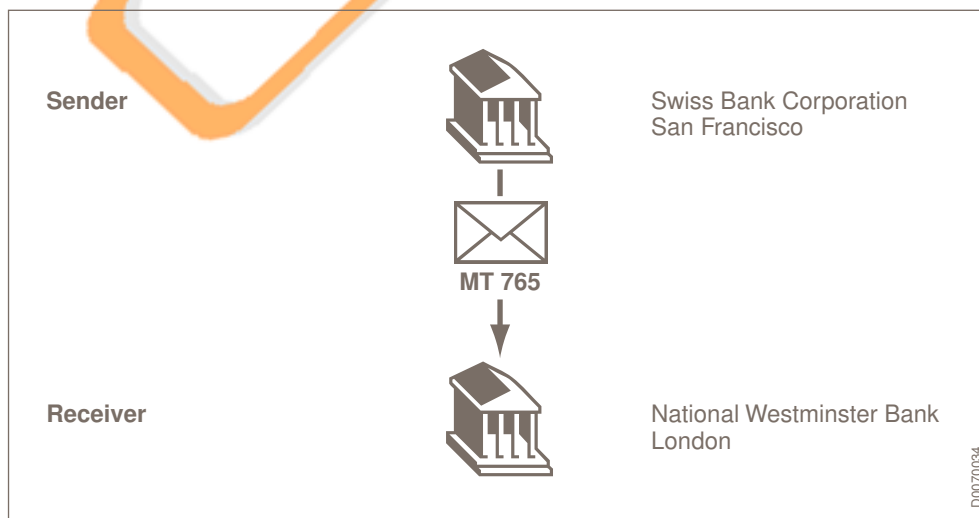 Sender
Swiss Bank Corporation
San Francisco
MT 765
Receiver
National Westminster Bank
London
D0070034